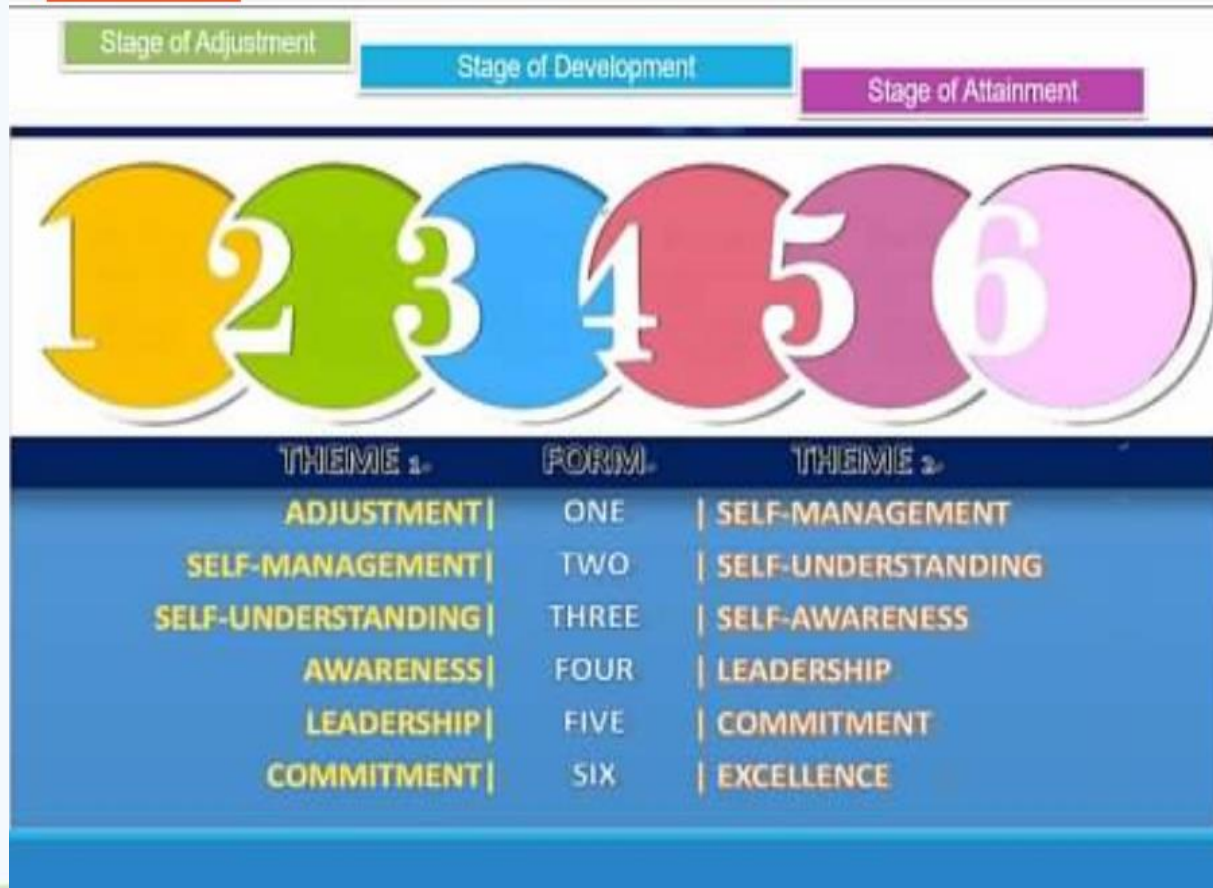 Stage of Adjustment
Stage of Development
Stage of Attainment
1 2 3 4 5 6
THEME 1. FORM. THEME 2.
ADJUSTMENT| ONE | SELF-MANAGEMENT
SELF-MANAGEMENT| TWO | SELF-UNDERSTANDING
SELF-UNDERSTANDING| THREE | SELF-AWARENESS
AWARENESS| FOUR | LEADERSHIP
LEADERSHIP| FIVE | COMMITMENT
COMMITMENT| SIX | EXCELLENCE